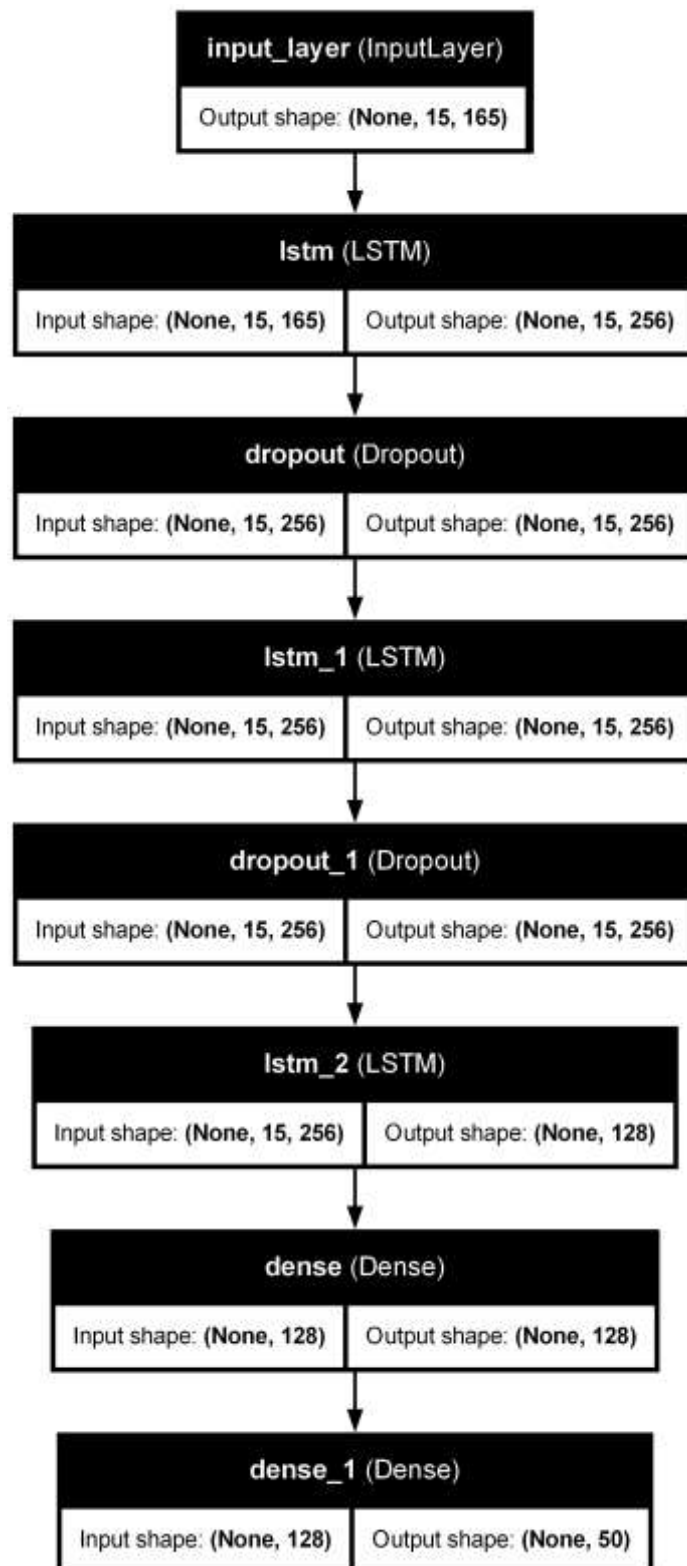 input_layer (InputLayer)
Output shape: (None, 15, 165)
lstm (LSTM)
Input shape: (None, 15, 165) Output shape: (None, 15, 256)
dropout (Dropout)
Input shape: (None, 15, 256) Output shape: (None, 15, 256)
lstm_1 (LSTM)
Input shape: (None, 15, 256) Output shape: (None, 15, 256)
dropout_1 (Dropout)
Input shape: (None, 15, 256) Output shape: (None, 15, 256)
lstm_2 (LSTM)
Input shape: (None, 15, 256) Output shape: (None, 128)
dense (Dense)
Input shape: (None, 128) Output shape: (None, 128)
dense_1 (Dense)
Input shape: (None, 128) Output shape: (None, 50)